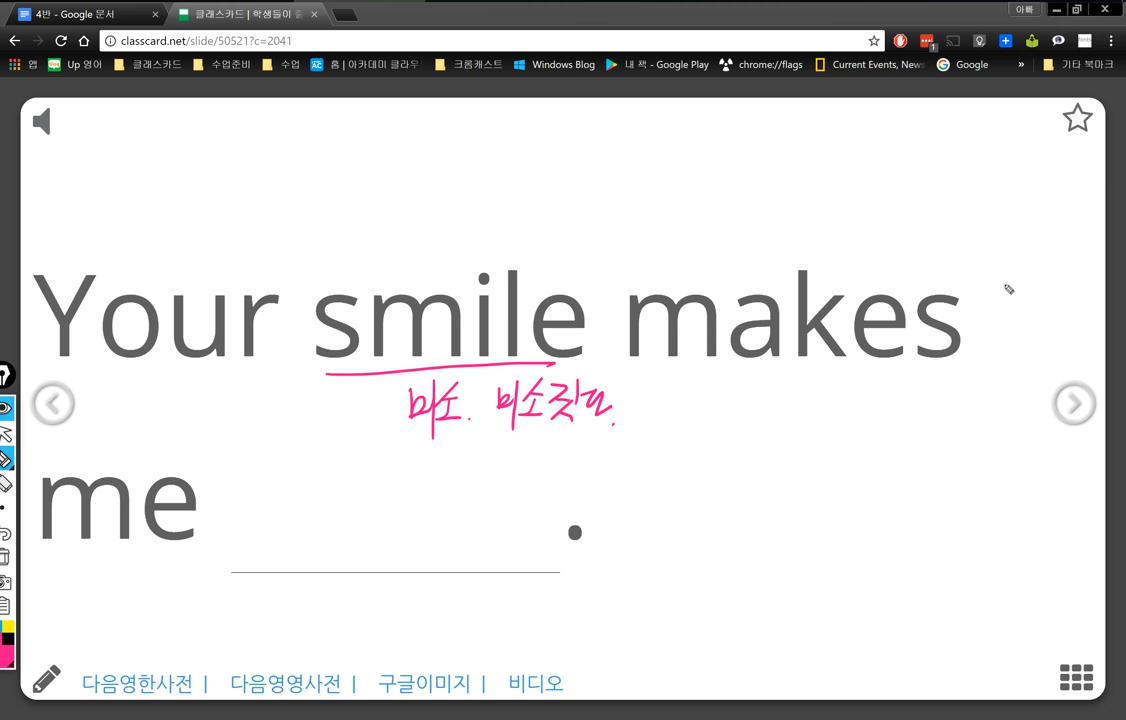 4반 - Google 문서
클래스카드 | 학생들이 즐
아빠
classcard.net/slide/50521?c=2041
1
앱
Up 영어
클래스카드
수업준비
수업
홈 | 아카데미 클라우
크롬캐스트
Windows Blog
내 책 - Google Play
chrome://flags
Current Events, News
Google
»
기타 북마크
Your smile makes
미소. 미소짓다.
me ____________ .
다음영한사전 | 다음영영사전 | 구글이미지 | 비디오